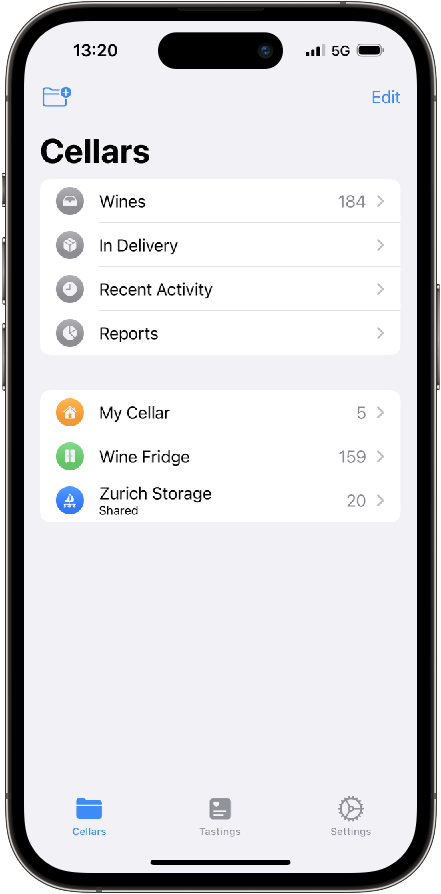 13:20
5G
Edit
Cellars
Wines 184
In Delivery
Recent Activity
Reports
My Cellar 5
Wine Fridge 159
Zurich Storage 20
Shared
Cellars Tastings Settings